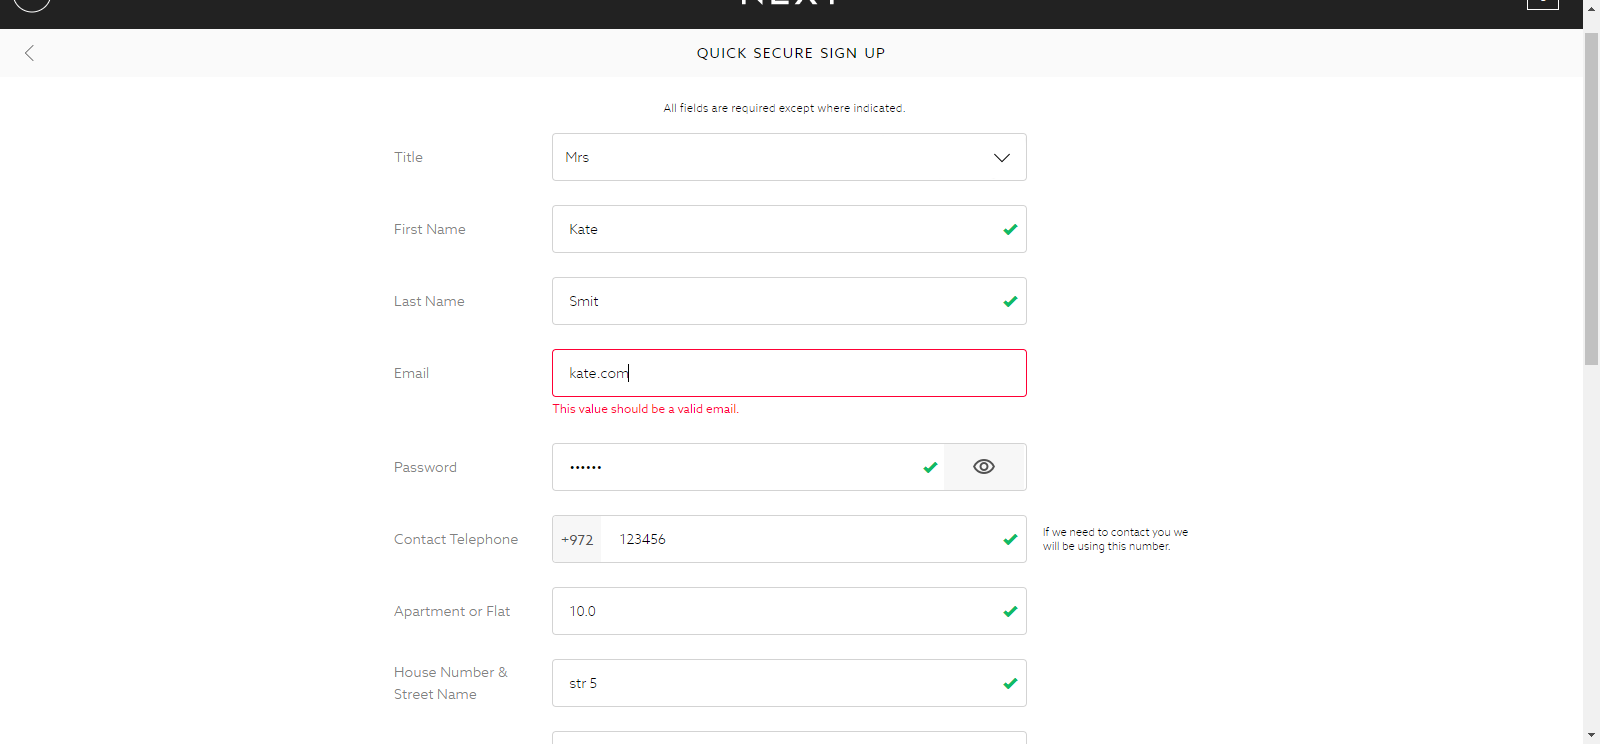 NEXT
QUICK SECURE SIGN UP
All fields are required except where indicated.
Title
Mrs
First Name
Kate
Last Name
Smit
Email
kate.com
This value should be a valid email.
Password
••••••
Contact Telephone
+972
123456
If we need to contact you we
will be using this number.
Apartment or Flat
10.0
House Number &
Street Name
str 5